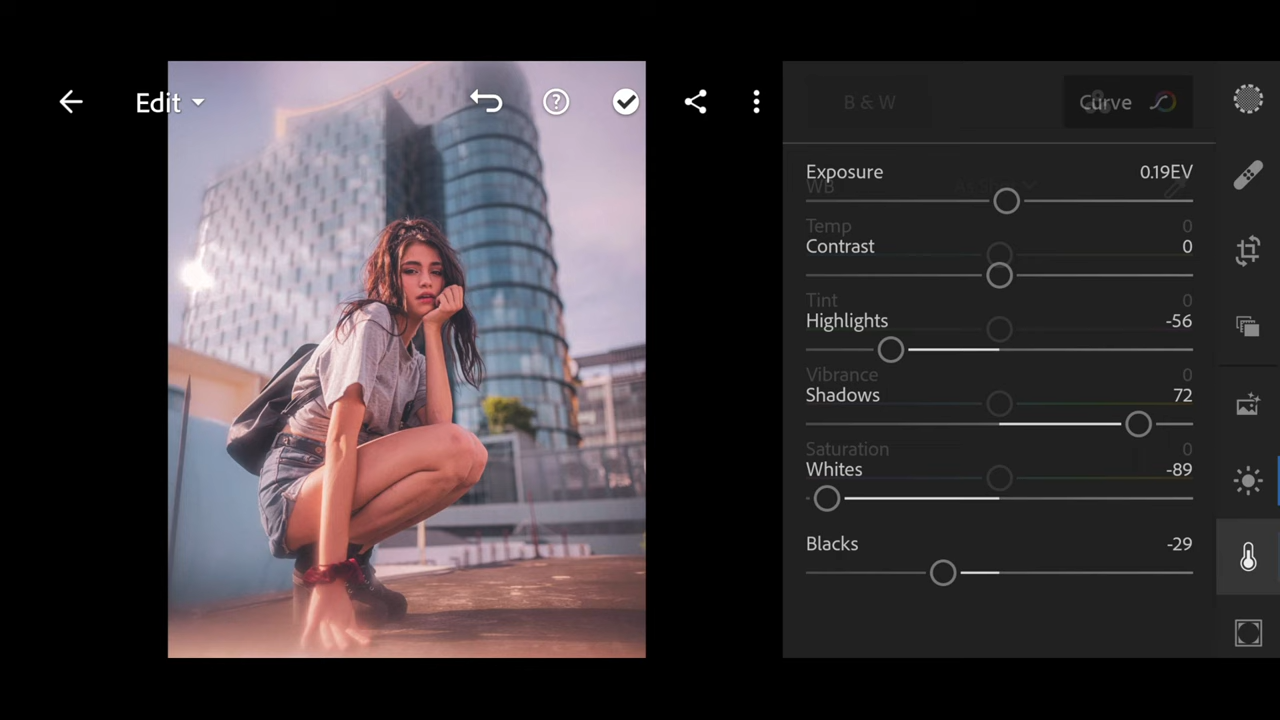 Edit
B & W
Curve
Exposure 0.19EV
WB
Temp 0
Contrast 0
Tint 0
Highlights -56
Vibrance 0
Shadows 72
Saturation 0
Whites -89
Blacks -29